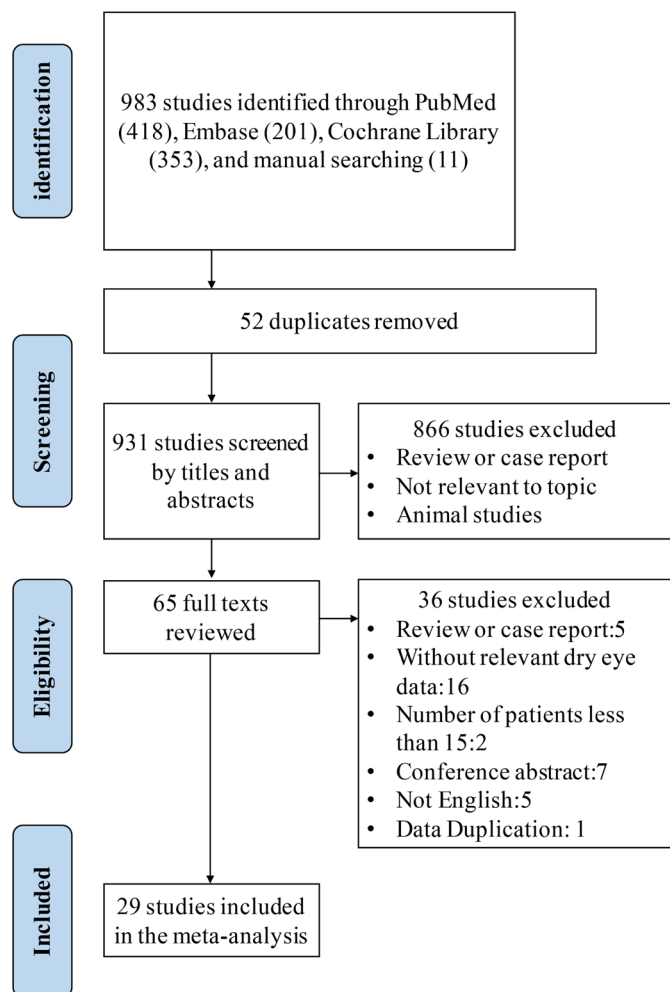 identification
983 studies identified through PubMed
(418), Embase (201), Cochrane Library
(353), and manual searching (11)
52 duplicates removed
Screening
931 studies screened
by titles and
abstracts
866 studies excluded
• Review or case report
• Not relevant to topic
• Animal studies
Eligibility
65 full texts
reviewed
36 studies excluded
• Review or case report:5
• Without relevant dry eye
data:16
• Number of patients less
than 15:2
• Conference abstract:7
• Not English:5
• Data Duplication: 1
Included
29 studies included
in the meta-analysis